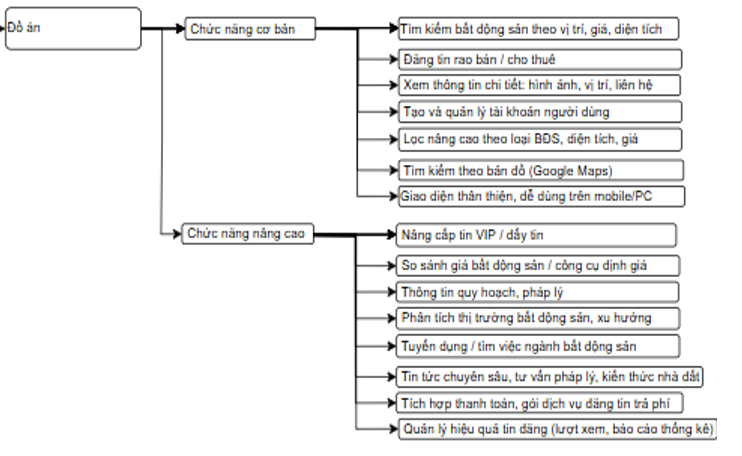 Đồ án
Chức năng cơ bản
Tìm kiếm bất động sản theo vị trí, giá, diện tích
Đăng tin rao bán / cho thuê
Xem thông tin chi tiết: hình ảnh, vị trí, liên hệ
Tạo và quản lý tài khoản người dùng
Lọc nâng cao theo loại BĐS, diện tích, giá
Tìm kiếm theo bản đồ (Google Maps)
Giao diện thân thiện, dễ dùng trên mobile/PC
Chức năng nâng cao
Nâng cấp tin VIP / đẩy tin
So sánh giá bất động sản / công cụ định giá
Thông tin quy hoạch, pháp lý
Phân tích thị trường bất động sản, xu hướng
Tuyển dụng / tìm việc ngành bất động sản
Tin tức chuyên sâu, tư vấn pháp lý, kiến thức nhà đất
Tích hợp thanh toán, gói dịch vụ đăng tin trả phí
Quản lý hiệu quả tin đăng (lượt xem, báo cáo thống kê)